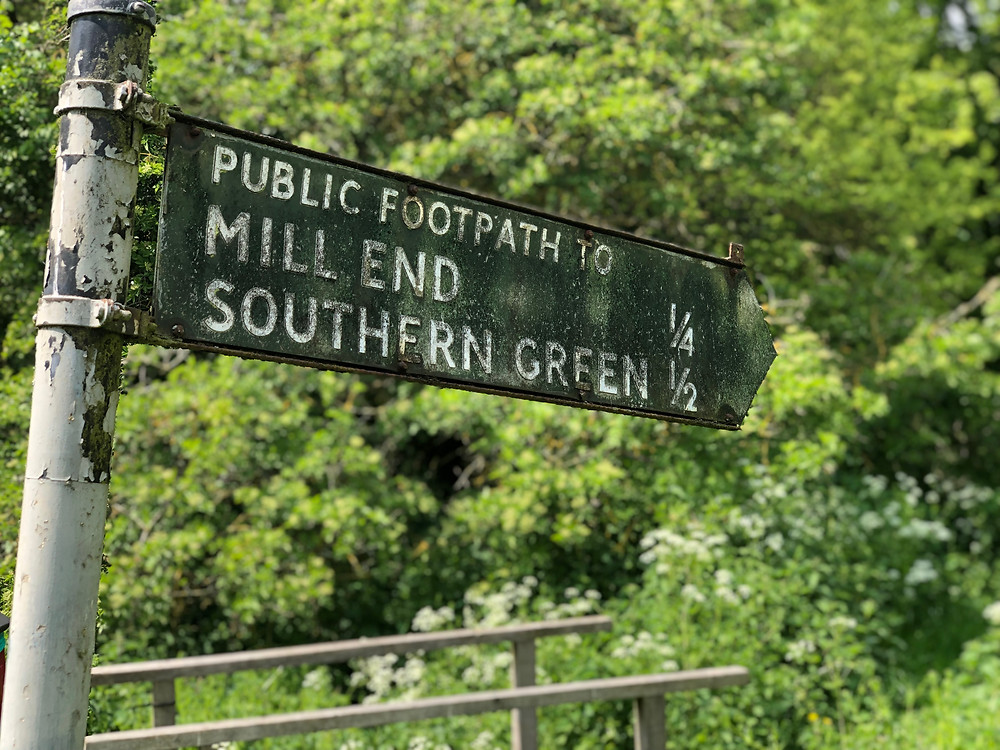 PUBLIC FOOTPATH TO
MILL END 1/4
SOUTHERN GREEN 1/2